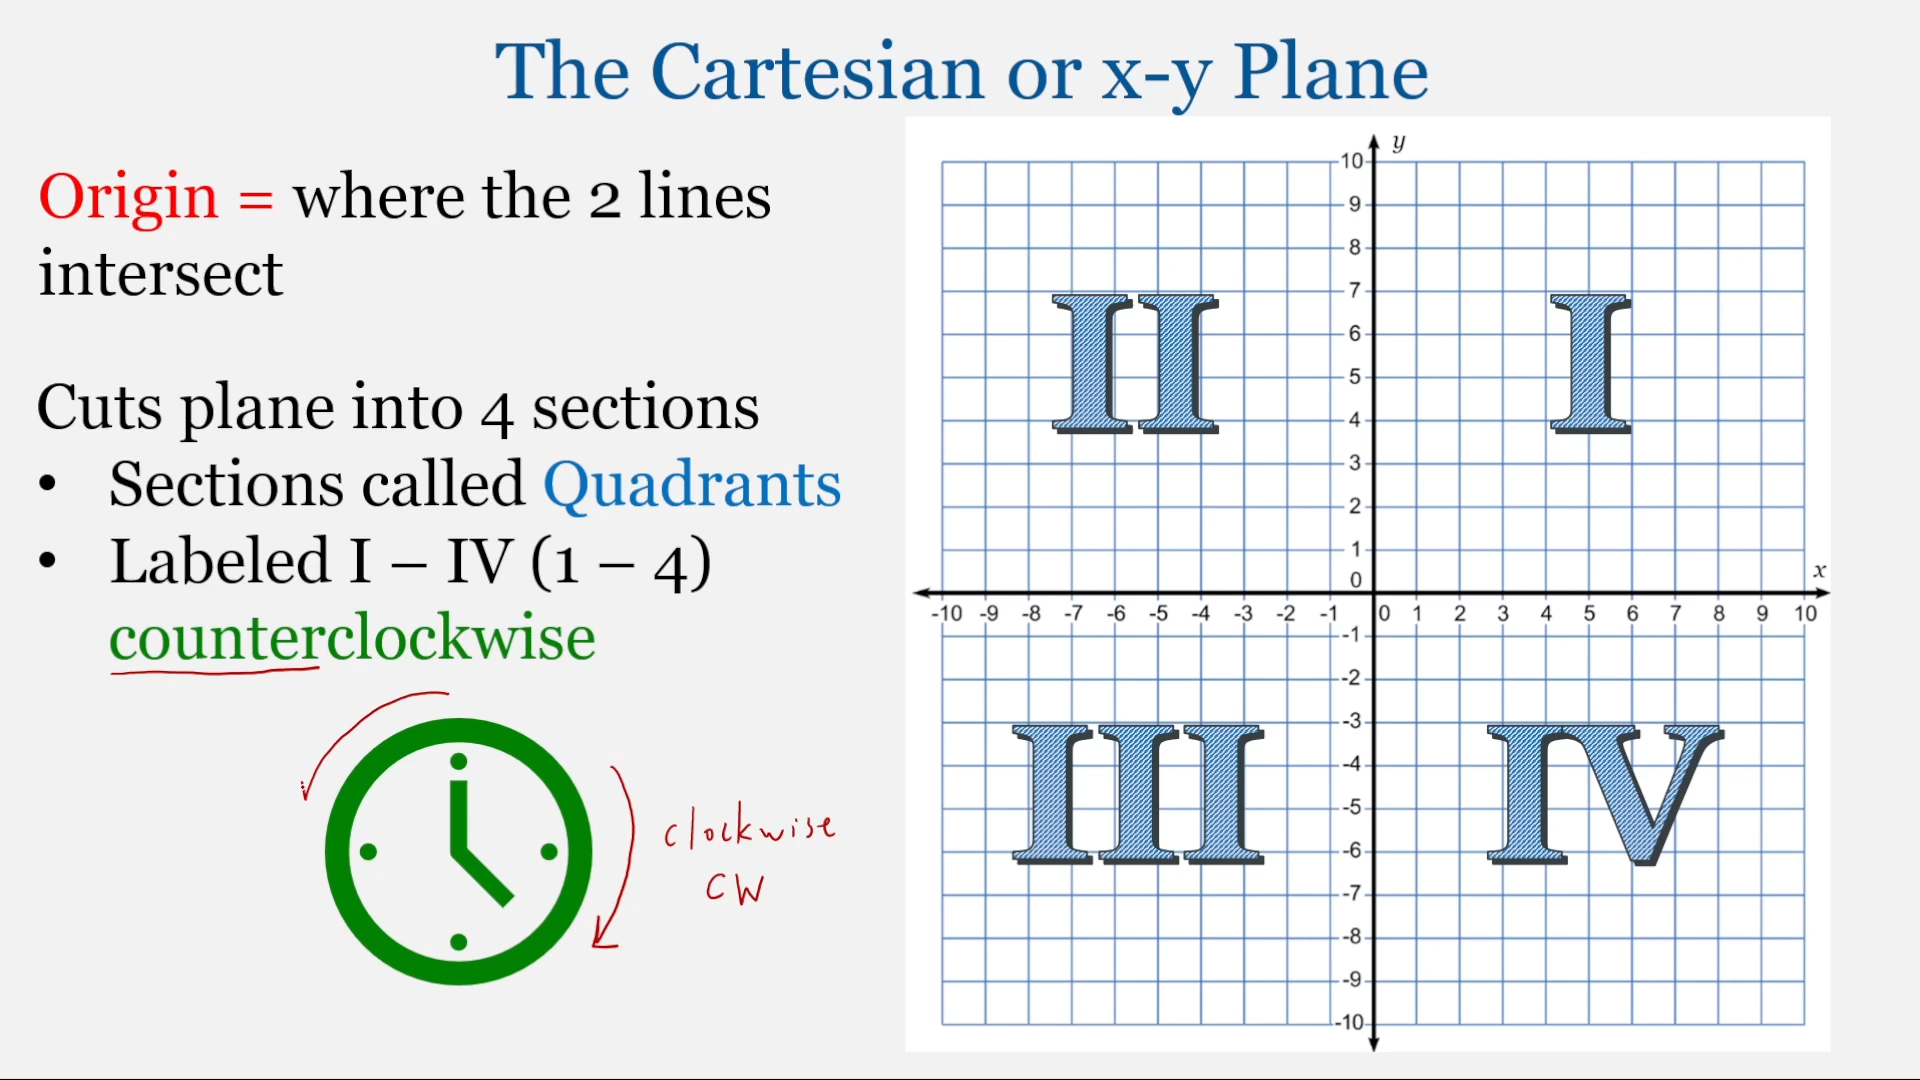 The Cartesian or x-y Plane
Origin = where the 2 lines
intersect
Cuts plane into 4 sections
• Sections called Quadrants
• Labeled I – IV (1 – 4)
counterclockwise
clockwise
CW
y
10
9
8
7
6
5
4
3
2
1
0
x
-10 -9 -8 -7 -6 -5 -4 -3 -2 -1 0 1 2 3 4 5 6 7 8 9 10
-1
-2
-3
-4
-5
-6
-7
-8
-9
-10
II I
III IV